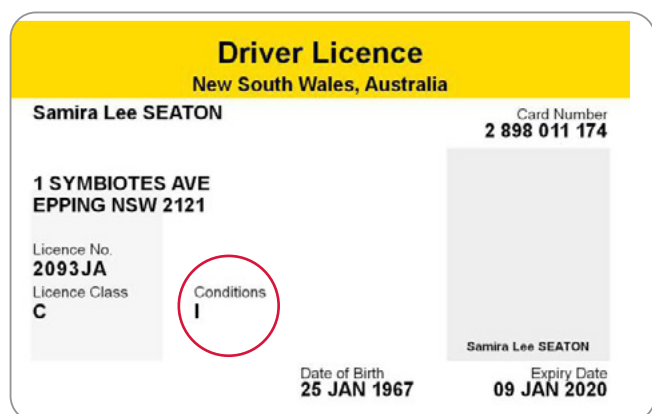 Driver Licence
New South Wales, Australia
Samira Lee SEATON
Card Number
2 898 011 174
1 SYMBIOTES AVE
EPPING NSW 2121
Licence No.
2093JA
Licence Class
C
Conditions
I
Samira Lee SEATON
Date of Birth
25 JAN 1967
Expiry Date
09 JAN 2020